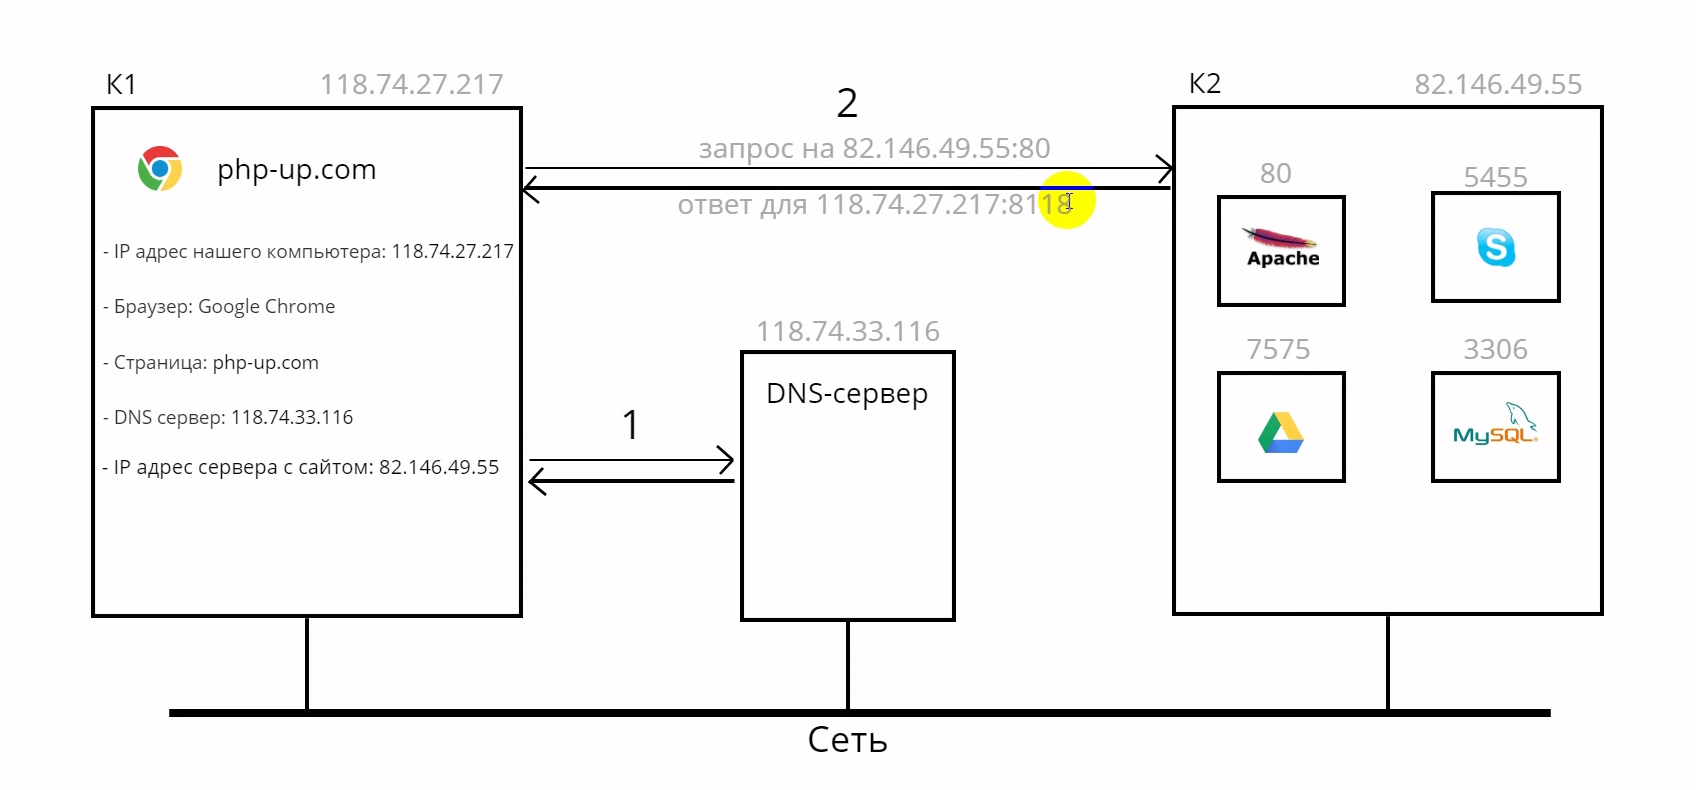 К1
118.74.27.217
php-up.com
- IP адрес нашего компьютера: 118.74.27.217
- Браузер: Google Chrome
- Страница: php-up.com
- DNS сервер: 118.74.33.116
- IP адрес сервера с сайтом: 82.146.49.55
2
запрос на 82.146.49.55:80
ответ для 118.74.27.217:8118
1
118.74.33.116
DNS-сервер
К2
82.146.49.55
80
Apache
5455
S
7575
3306
MySQL®
Сеть